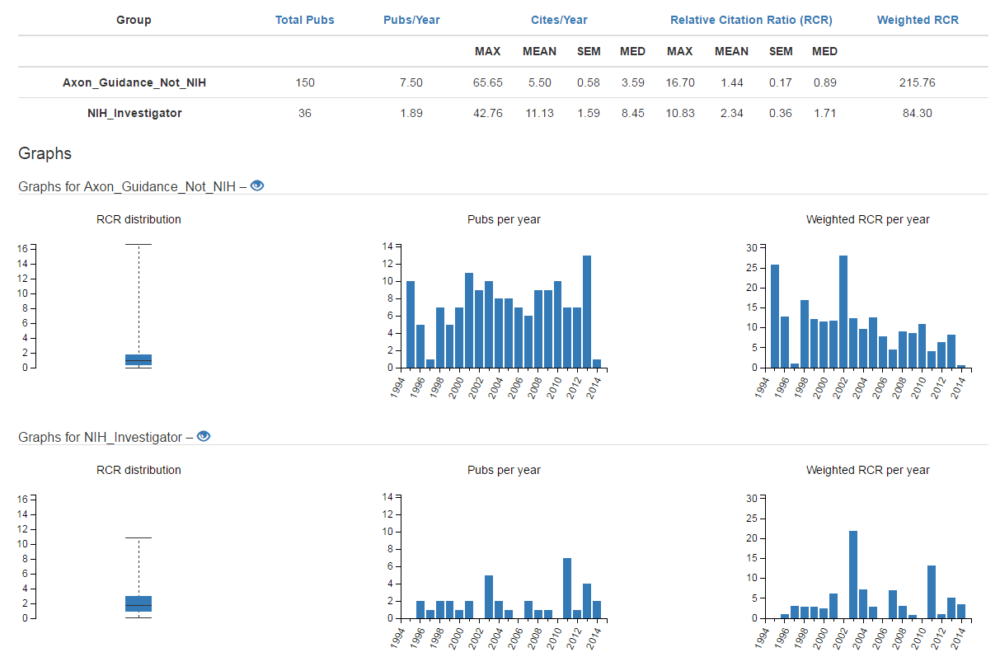 Group Total Pubs Pubs/Year Cites/Year Relative Citation Ratio (RCR) Weighted RCR
MAX MEAN SEM MED MAX MEAN SEM MED
Axon_Guidance_Not_NIH 150 7.50 65.65 5.50 0.58 3.59 16.70 1.44 0.17 0.89 215.76
NIH_Investigator 36 1.89 42.76 11.13 1.59 8.45 10.83 2.34 0.36 1.71 84.30
Graphs
Graphs for Axon_Guidance_Not_NIH –
RCR distribution
16
14
12
10
8
6
4
2
0
Pubs per year
14
12
10
8
6
4
2
0
1994 1996 1998 2000 2002 2004 2006 2008 2010 2012 2014
Weighted RCR per year
30
25
20
15
10
5
0
1994 1996 1998 2000 2002 2004 2006 2008 2010 2012 2014
Graphs for NIH_Investigator –
RCR distribution
16
14
12
10
8
6
4
2
0
Pubs per year
14
12
10
8
6
4
2
0
1994 1996 1998 2000 2002 2004 2006 2008 2010 2012 2014
Weighted RCR per year
30
25
20
15
10
5
0
1994 1996 1998 2000 2002 2004 2006 2008 2010 2012 2014